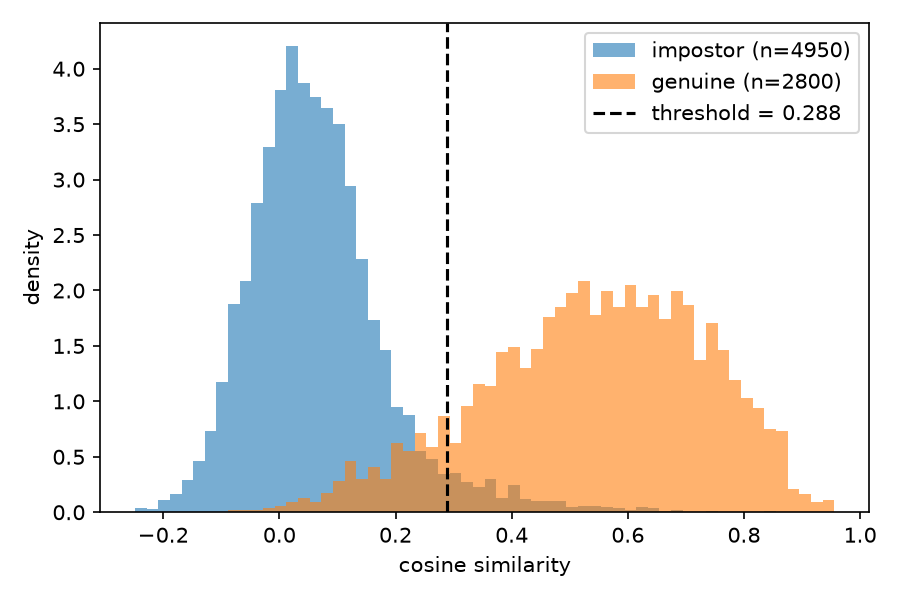 impostor (n=4950)
genuine (n=2800)
threshold = 0.288
density
4.0
3.5
3.0
2.5
2.0
1.5
1.0
0.5
0.0
−0.2 0.0 0.2 0.4 0.6 0.8 1.0
cosine similarity